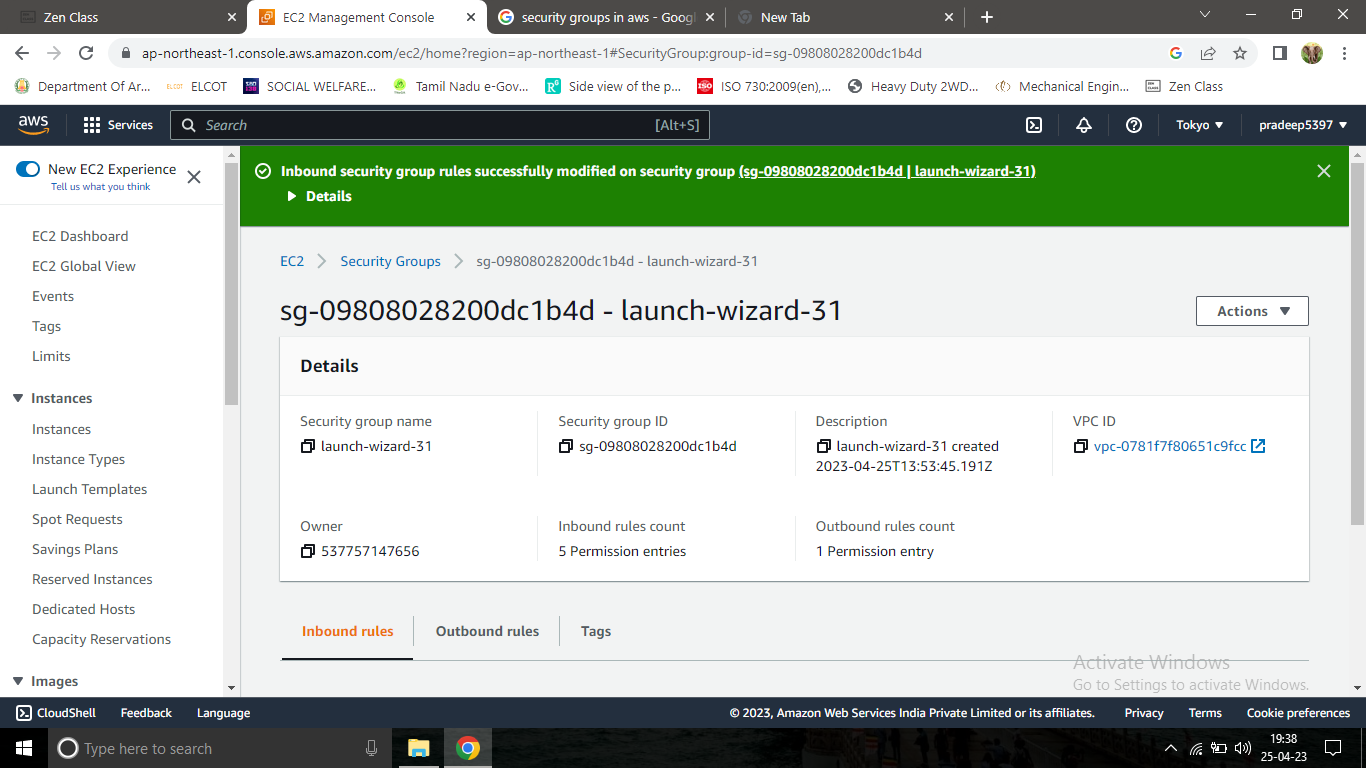 Zen Class
EC2 Management Console
security groups in aws - Googl
New Tab
ap-northeast-1.console.aws.amazon.com/ec2/home?region=ap-northeast-1#SecurityGroup:group-id=sg-09808028200dc1b4d
Department Of Ar...
ELCOT
ELCOT
SOCIAL WELFARE...
Tamil Nadu e-Gov...
Side view of the p...
ISO
ISO 730:2009(en),...
Heavy Duty 2WD...
Mechanical Engin...
Zen Class
aws
Services
Search
[Alt+S]
Tokyo
pradeep5397
New EC2 Experience
Tell us what you think
EC2 Dashboard
EC2 Global View
Events
Tags
Limits
Instances
Instances
Instance Types
Launch Templates
Spot Requests
Savings Plans
Reserved Instances
Dedicated Hosts
Capacity Reservations
Images
Inbound security group rules successfully modified on security group (sg-09808028200dc1b4d | launch-wizard-31)
Details
EC2 > Security Groups > sg-09808028200dc1b4d - launch-wizard-31
sg-09808028200dc1b4d - launch-wizard-31
Actions
Details
Security group name
launch-wizard-31
Security group ID
sg-09808028200dc1b4d
Description
launch-wizard-31 created
2023-04-25T13:53:45.191Z
VPC ID
vpc-0781f7f80651c9fcc
Owner
537757147656
Inbound rules count
5 Permission entries
Outbound rules count
1 Permission entry
Inbound rules
Outbound rules
Tags
Activate Windows
Go to Settings to activate Windows.
CloudShell
Feedback
Language
© 2023, Amazon Web Services India Private Limited or its affiliates.
Privacy
Terms
Cookie preferences
Type here to search
19:38
25-04-23